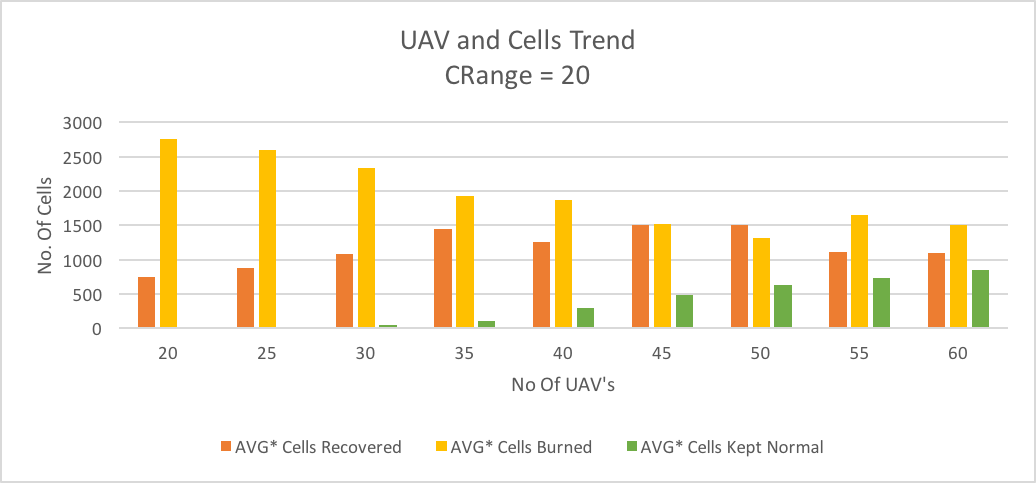 UAV and Cells Trend
CRange = 20
3000
2500
2000
1500
1000
500
0
No. Of Cells
20 25 30 35 40 45 50 55 60
No Of UAV's
AVG* Cells Recovered AVG* Cells Burned AVG* Cells Kept Normal